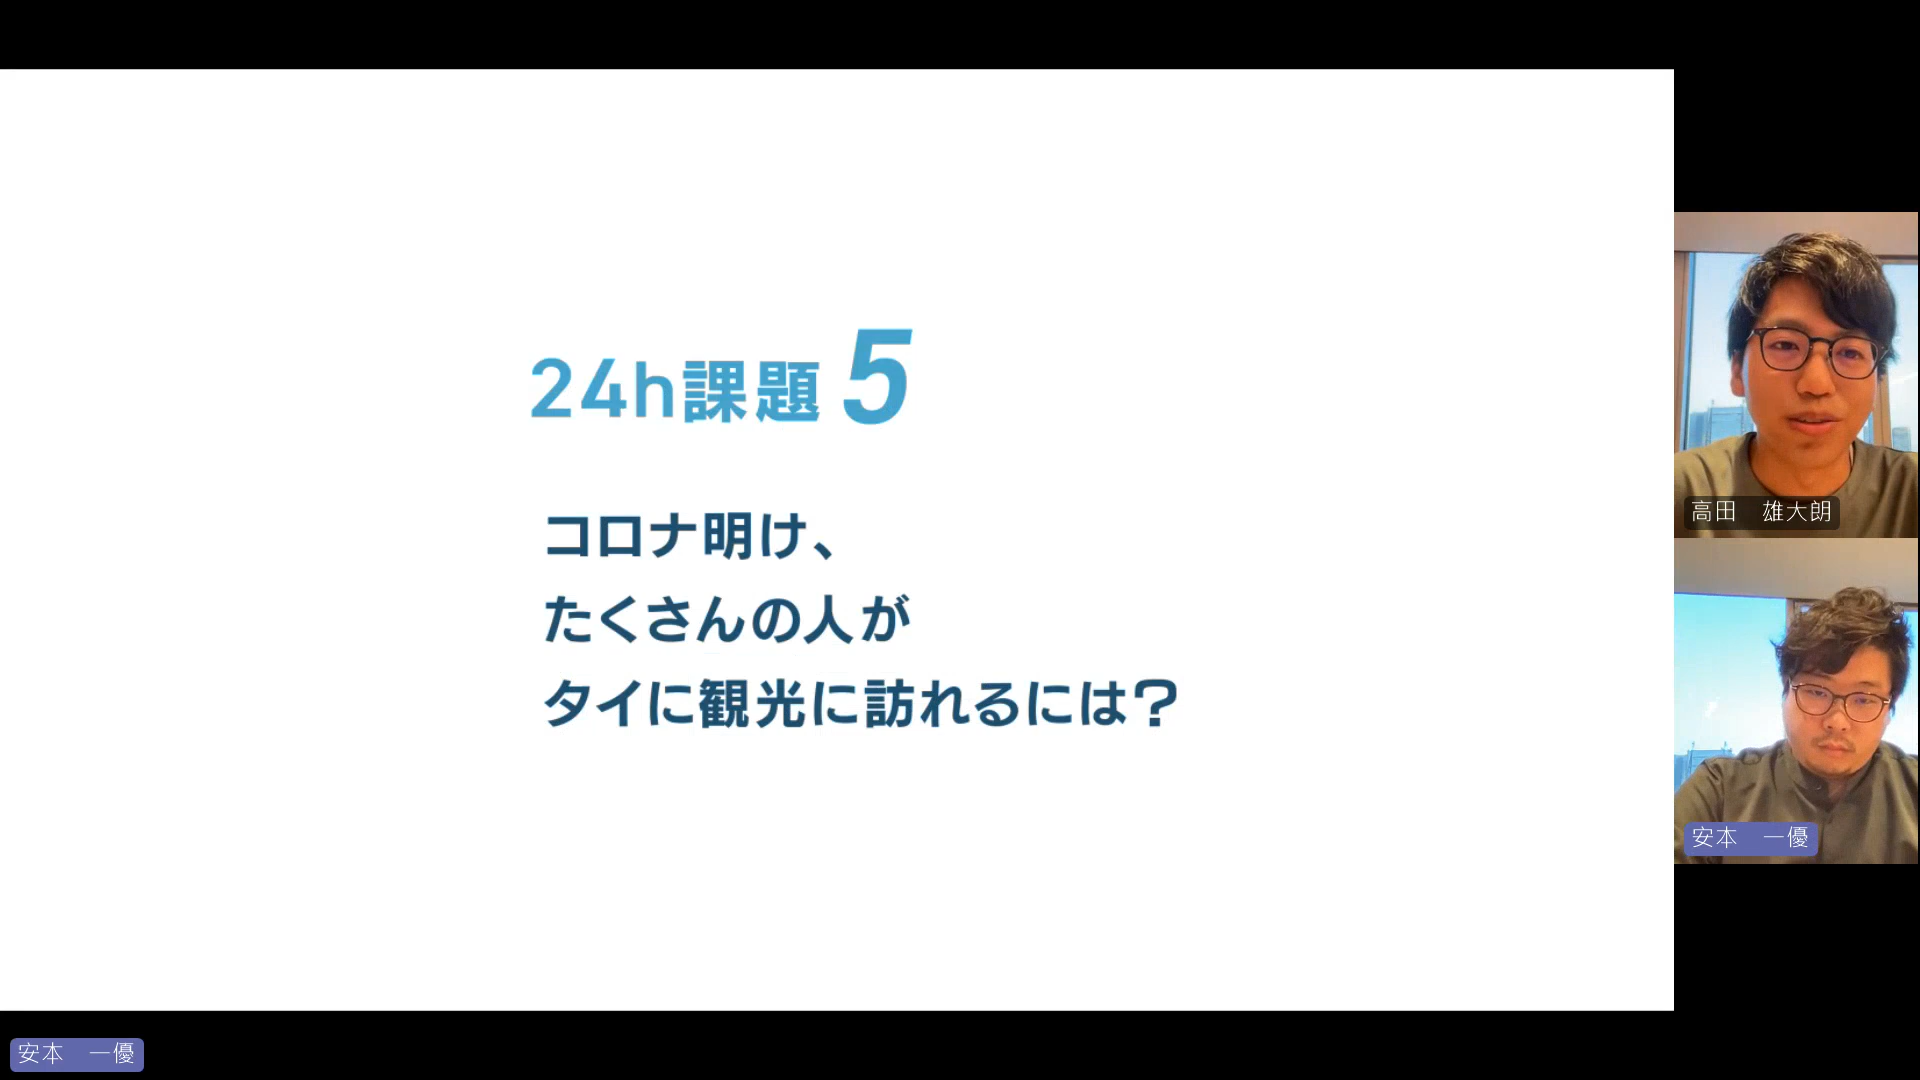 24h課題5
コロナ明け、
たくさんの人が
タイに観光に訪れるには？
高田　雄大朗
安本　一優
安本　一優